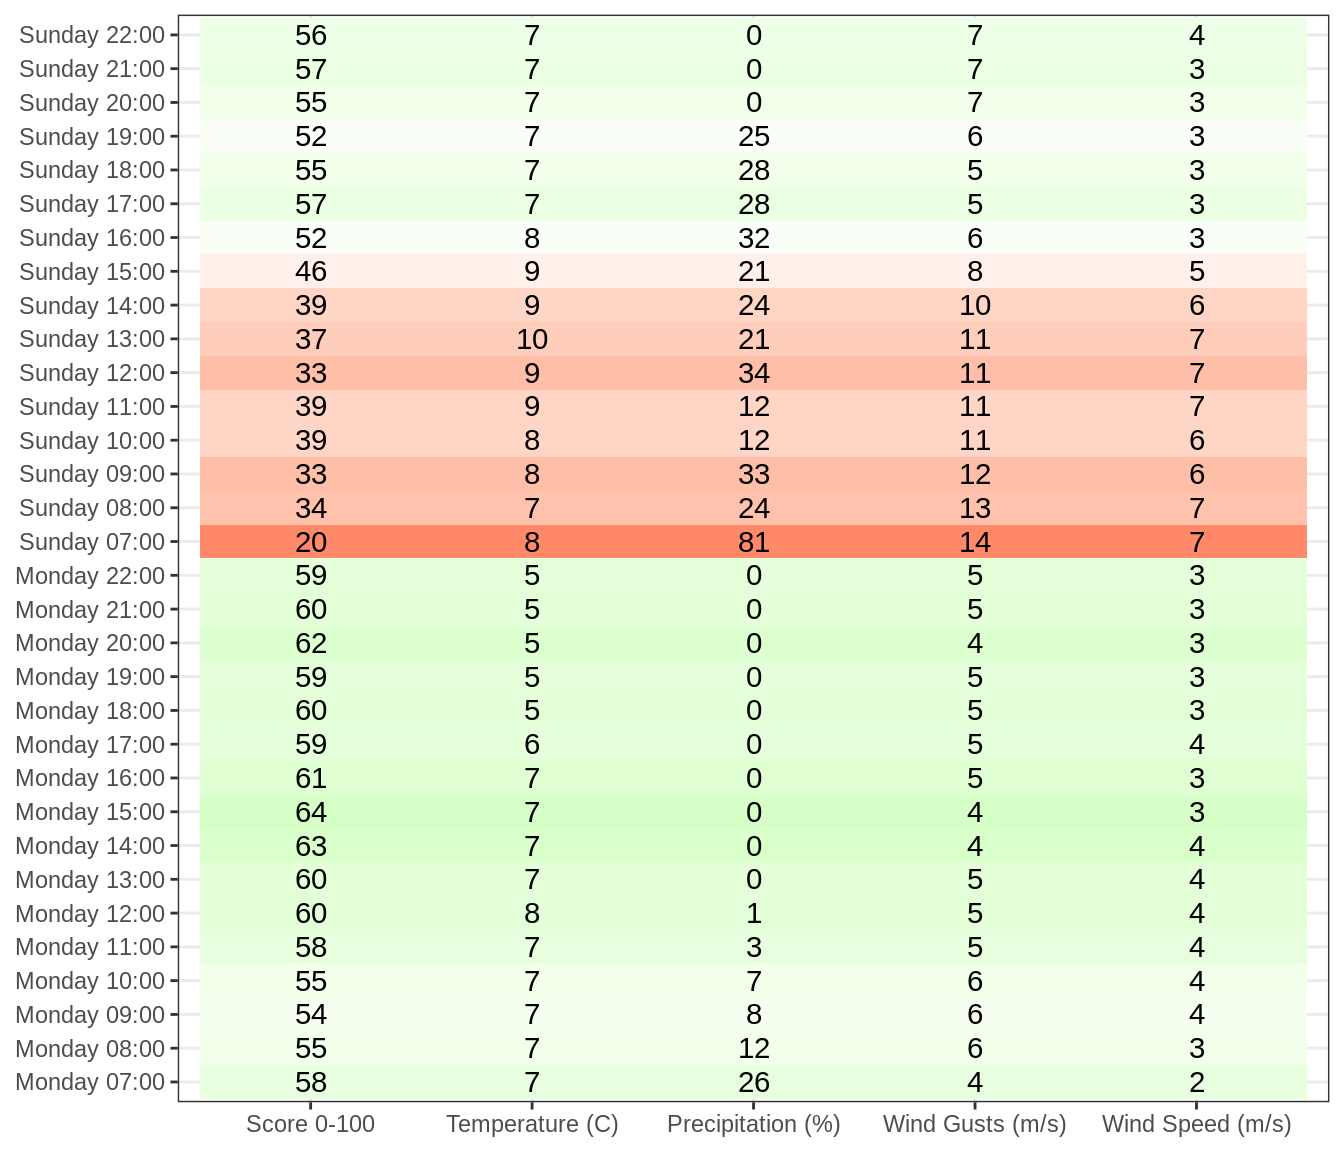 Sunday 22:00 56 7 0 7 4
Sunday 21:00 57 7 0 7 3
Sunday 20:00 55 7 0 7 3
Sunday 19:00 52 7 25 6 3
Sunday 18:00 55 7 28 5 3
Sunday 17:00 57 7 28 5 3
Sunday 16:00 52 8 32 6 3
Sunday 15:00 46 9 21 8 5
Sunday 14:00 39 9 24 10 6
Sunday 13:00 37 10 21 11 7
Sunday 12:00 33 9 34 11 7
Sunday 11:00 39 9 12 11 7
Sunday 10:00 39 8 12 11 6
Sunday 09:00 33 8 33 12 6
Sunday 08:00 34 7 24 13 7
Sunday 07:00 20 8 81 14 7
Monday 22:00 59 5 0 5 3
Monday 21:00 60 5 0 5 3
Monday 20:00 62 5 0 4 3
Monday 19:00 59 5 0 5 3
Monday 18:00 60 5 0 5 3
Monday 17:00 59 6 0 5 4
Monday 16:00 61 7 0 5 3
Monday 15:00 64 7 0 4 3
Monday 14:00 63 7 0 4 4
Monday 13:00 60 7 0 5 4
Monday 12:00 60 8 1 5 4
Monday 11:00 58 7 3 5 4
Monday 10:00 55 7 7 6 4
Monday 09:00 54 7 8 6 4
Monday 08:00 55 7 12 6 3
Monday 07:00 58 7 26 4 2
Score 0-100 Temperature (C) Precipitation (%) Wind Gusts (m/s) Wind Speed (m/s)